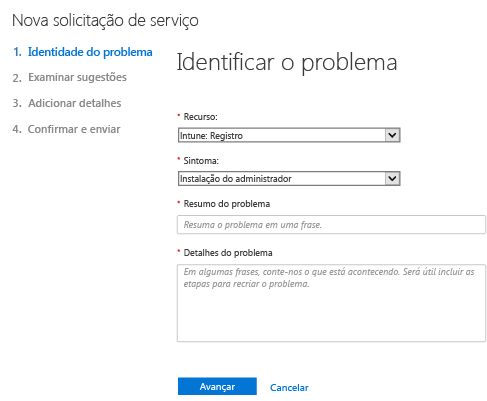 Nova solicitação de serviço
1. Identidade do problema
2. Examinar sugestões
3. Adicionar detalhes
4. Confirmar e enviar
Identificar o problema
* Recurso:
Intune: Registro
* Sintoma:
Instalação do administrador
* Resumo do problema
Resuma o problema em uma frase.
* Detalhes do problema
Em algumas frases, conte-nos o que está acontecendo. Será útil incluir as
etapas para recriar o problema.
Avançar
Cancelar